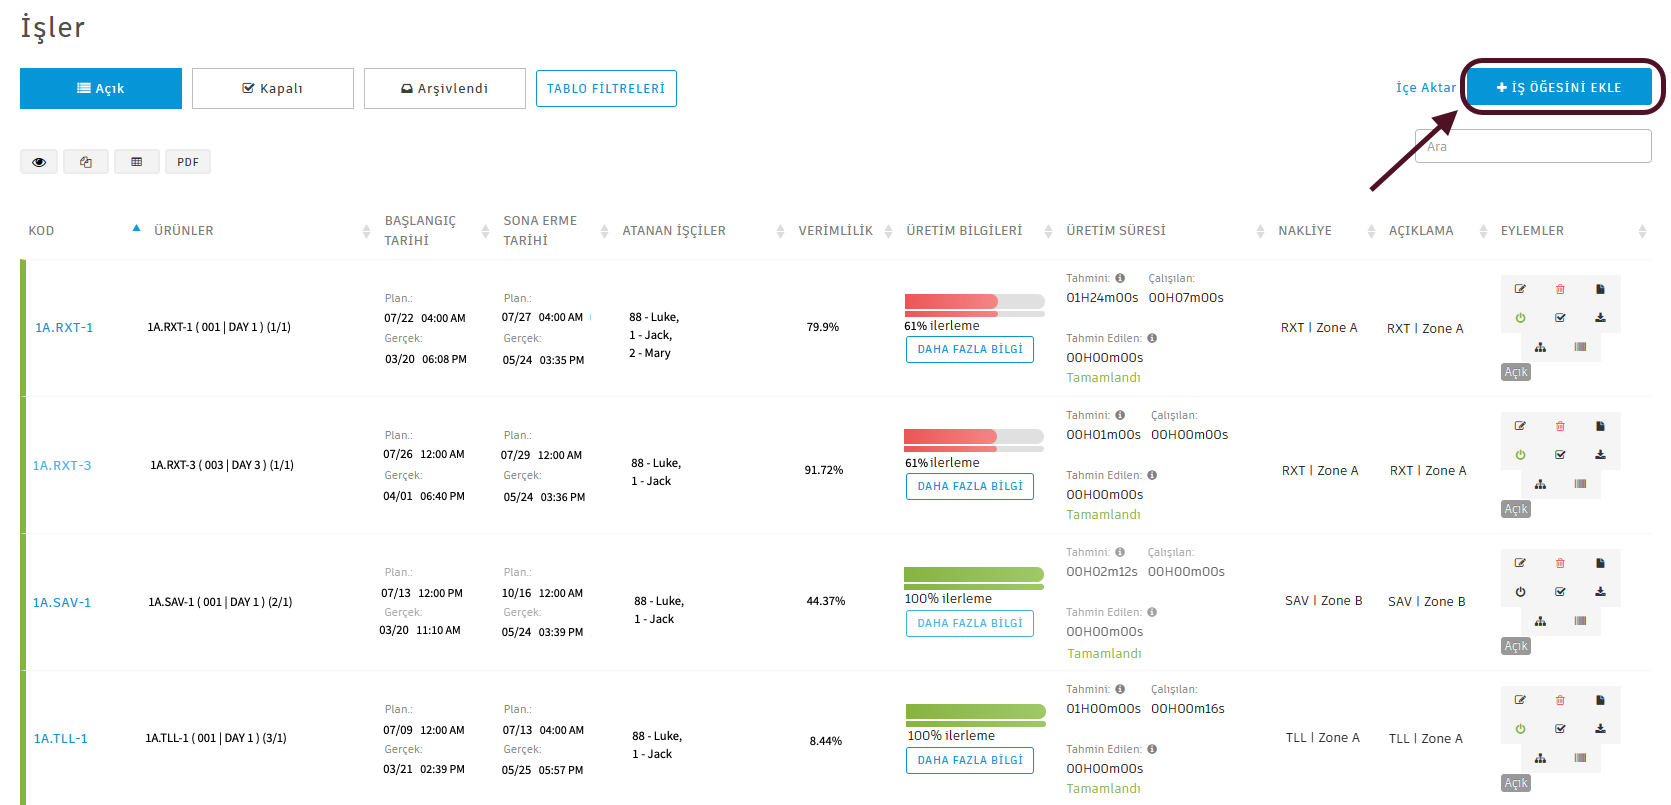 İşler
Açık
Kapalı
Arşivlendi
TABLO FİLTRELERİ
İçe Aktar
İŞ ÖĞESİNİ EKLE
PDF
Ara
KOD
ÜRÜNLER
BAŞLANGIÇ TARİHİ
SONA ERME TARİHİ
ATANAN İŞÇİLER
VERİMLİLİK
ÜRETİM BİLGİLERİ
ÜRETİM SÜRESİ
NAKLİYE
AÇIKLAMA
EYLEMLER
1A.RXT-1
1A.RXT-1 ( 001 | DAY 1 ) (1/1)
Plan.:
07/22 04:00 AM
Gerçek:
03/20 06:08 PM
Plan.:
07/27 04:00 AM
Gerçek:
05/24 03:35 PM
88 - Luke,
1 - Jack,
2 - Mary
79.9%
61% ilerleme
DAHA FAZLA BİLGİ
Tahmini: Çalışılan:
01H24m00s 00H07m00s
Tahmin Edilen:
00H00m00s
Tamamlandı
RXT | Zone A
RXT | Zone A
Açık
1A.RXT-3
1A.RXT-3 ( 003 | DAY 3 ) (1/1)
Plan.:
07/26 12:00 AM
Gerçek:
04/01 06:40 PM
Plan.:
07/29 12:00 AM
Gerçek:
05/24 03:36 PM
88 - Luke,
1 - Jack
91.72%
61% ilerleme
DAHA FAZLA BİLGİ
Tahmini: Çalışılan:
00H01m00s 00H00m00s
Tahmin Edilen:
00H00m00s
Tamamlandı
RXT | Zone A
RXT | Zone A
Açık
1A.SAV-1
1A.SAV-1 ( 001 | DAY 1 ) (2/1)
Plan.:
07/13 12:00 PM
Gerçek:
03/20 11:10 AM
Plan.:
10/16 12:00 AM
Gerçek:
05/24 03:39 PM
88 - Luke,
1 - Jack
44.37%
100% ilerleme
DAHA FAZLA BİLGİ
Tahmini: Çalışılan:
00H02m12s 00H00m00s
Tahmin Edilen:
00H00m00s
Tamamlandı
SAV | Zone B
SAV | Zone B
Açık
1A.TLL-1
1A.TLL-1 ( 001 | DAY 1 ) (3/1)
Plan.:
07/09 12:00 AM
Gerçek:
03/21 02:39 PM
Plan.:
07/13 04:00 AM
Gerçek:
05/25 05:57 PM
88 - Luke,
1 - Jack
8.44%
100% ilerleme
DAHA FAZLA BİLGİ
Tahmini: Çalışılan:
01H00m00s 00H00m16s
Tahmin Edilen:
00H00m00s
Tamamlandı
TLL | Zone A
TLL | Zone A
Açık